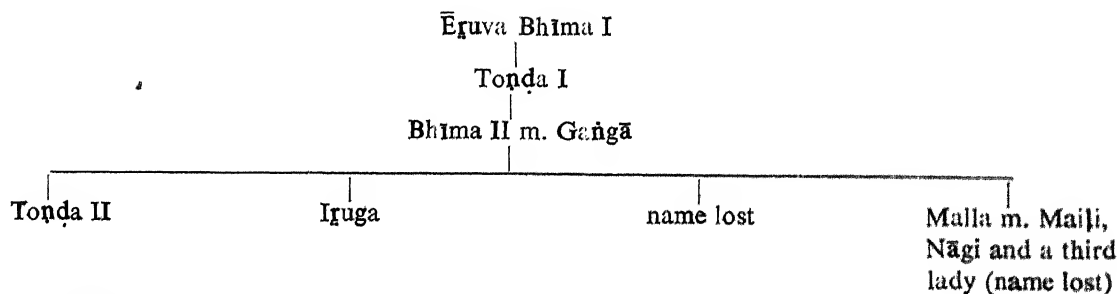 Ēṟuva Bhīma I
Toṇḍa I
Bhīma II m. Gaṅgā
Toṇḍa II
Iṟuga
name lost
Malla m. Maiḷi,
Nāgi and a third
lady (name lost)